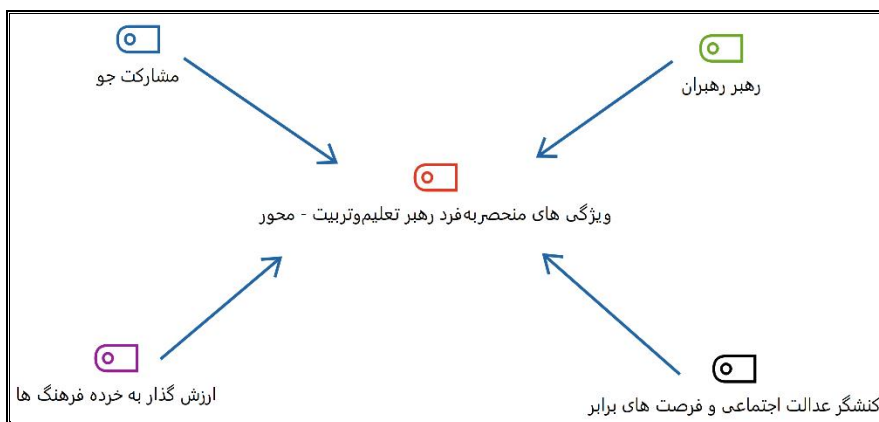 رهبر رهبران
مشارکت جو
ویژگی های منحصربه‌فرد رهبر تعلیم‌وتربیت - محور
کنشگر عدالت اجتماعی و فرصت های برابر
ارزش گذار به خرده فرهنگ ها